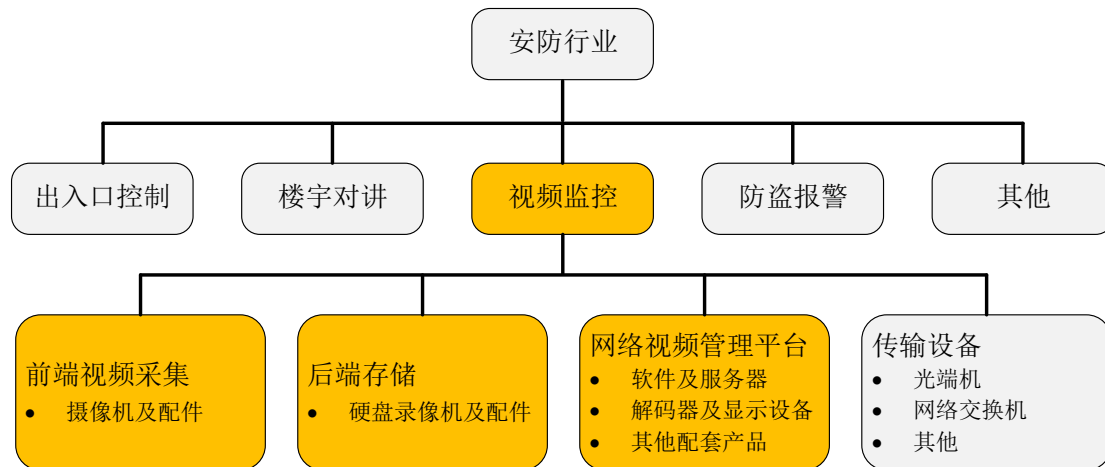 安防行业
出入口控制
楼宇对讲
视频监控
防盗报警
其他
前端视频采集
• 摄像机及配件
后端存储
• 硬盘录像机及配件
网络视频管理平台
• 软件及服务器
• 解码器及显示设备
• 其他配套产品
传输设备
• 光端机
• 网络交换机
• 其他